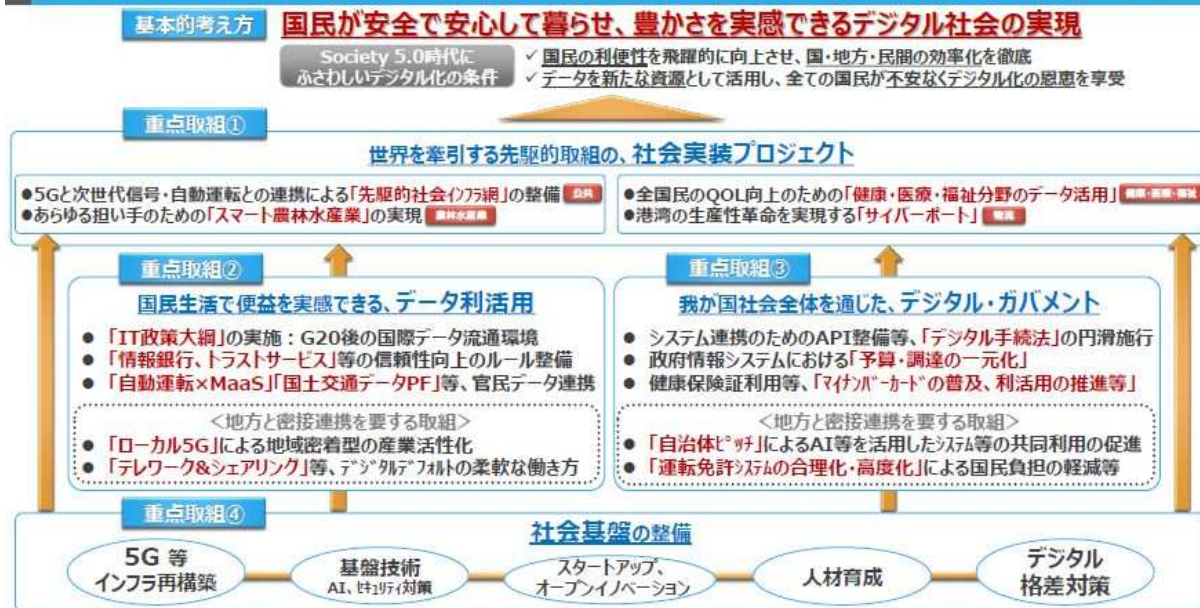 基本的考え方
国民が安全で安心して暮らせ、豊かさを実感できるデジタル社会の実現
Society 5.0時代に
ふさわしいデジタル化の条件
✓ 国民の利便性を飛躍的に向上させ、国・地方・民間の効率化を徹底
✓ データを新たな資源として活用し、全ての国民が不安なくデジタル化の恩恵を享受
重点取組①
世界を牽引する先駆的取組の、社会実装プロジェクト
●5Gと次世代信号・自動運転との連携による「先駆的社会インフラ網」の整備 公共
●あらゆる担い手のための「スマート農林水産業」の実現 農林水産業
●全国民のQOL向上のための「健康・医療・福祉分野のデータ活用」 健康・医療・福祉
●港湾の生産性革命を実現する「サイバーポート」 物流
重点取組②
国民生活で便益を実感できる、データ利活用
● 「IT政策大綱」の実施：G20後の国際データ流通環境
● 「情報銀行、トラストサービス」等の信頼性向上のルール整備
● 「自動運転×MaaS」「国土交通データPF」等、官民データ連携
＜地方と密接連携を要する取組＞
● 「ローカル5G」による地域密着型の産業活性化
● 「テレワーク&シェアリング」等、デジタルデフォルトの柔軟な働き方
重点取組③
我が国社会全体を通じた、デジタル・ガバメント
● システム連携のためのAPI整備等、「デジタル手続法」の円滑施行
● 政府情報システムにおける「予算・調達の一元化」
● 健康保険証利用等、「マイナンバーカードの普及、利活用の推進等」
＜地方と密接連携を要する取組＞
● 「自治体ピッチ」によるAI等を活用したシステム等の共同利用の促進
● 「運転免許システムの合理化・高度化」による国民負担の軽減等
重点取組④
社会基盤の整備
5G 等
インフラ再構築
基盤技術
AI、セキュリティ対策
スタートアップ、
オープンイノベーション
人材育成
デジタル
格差対策